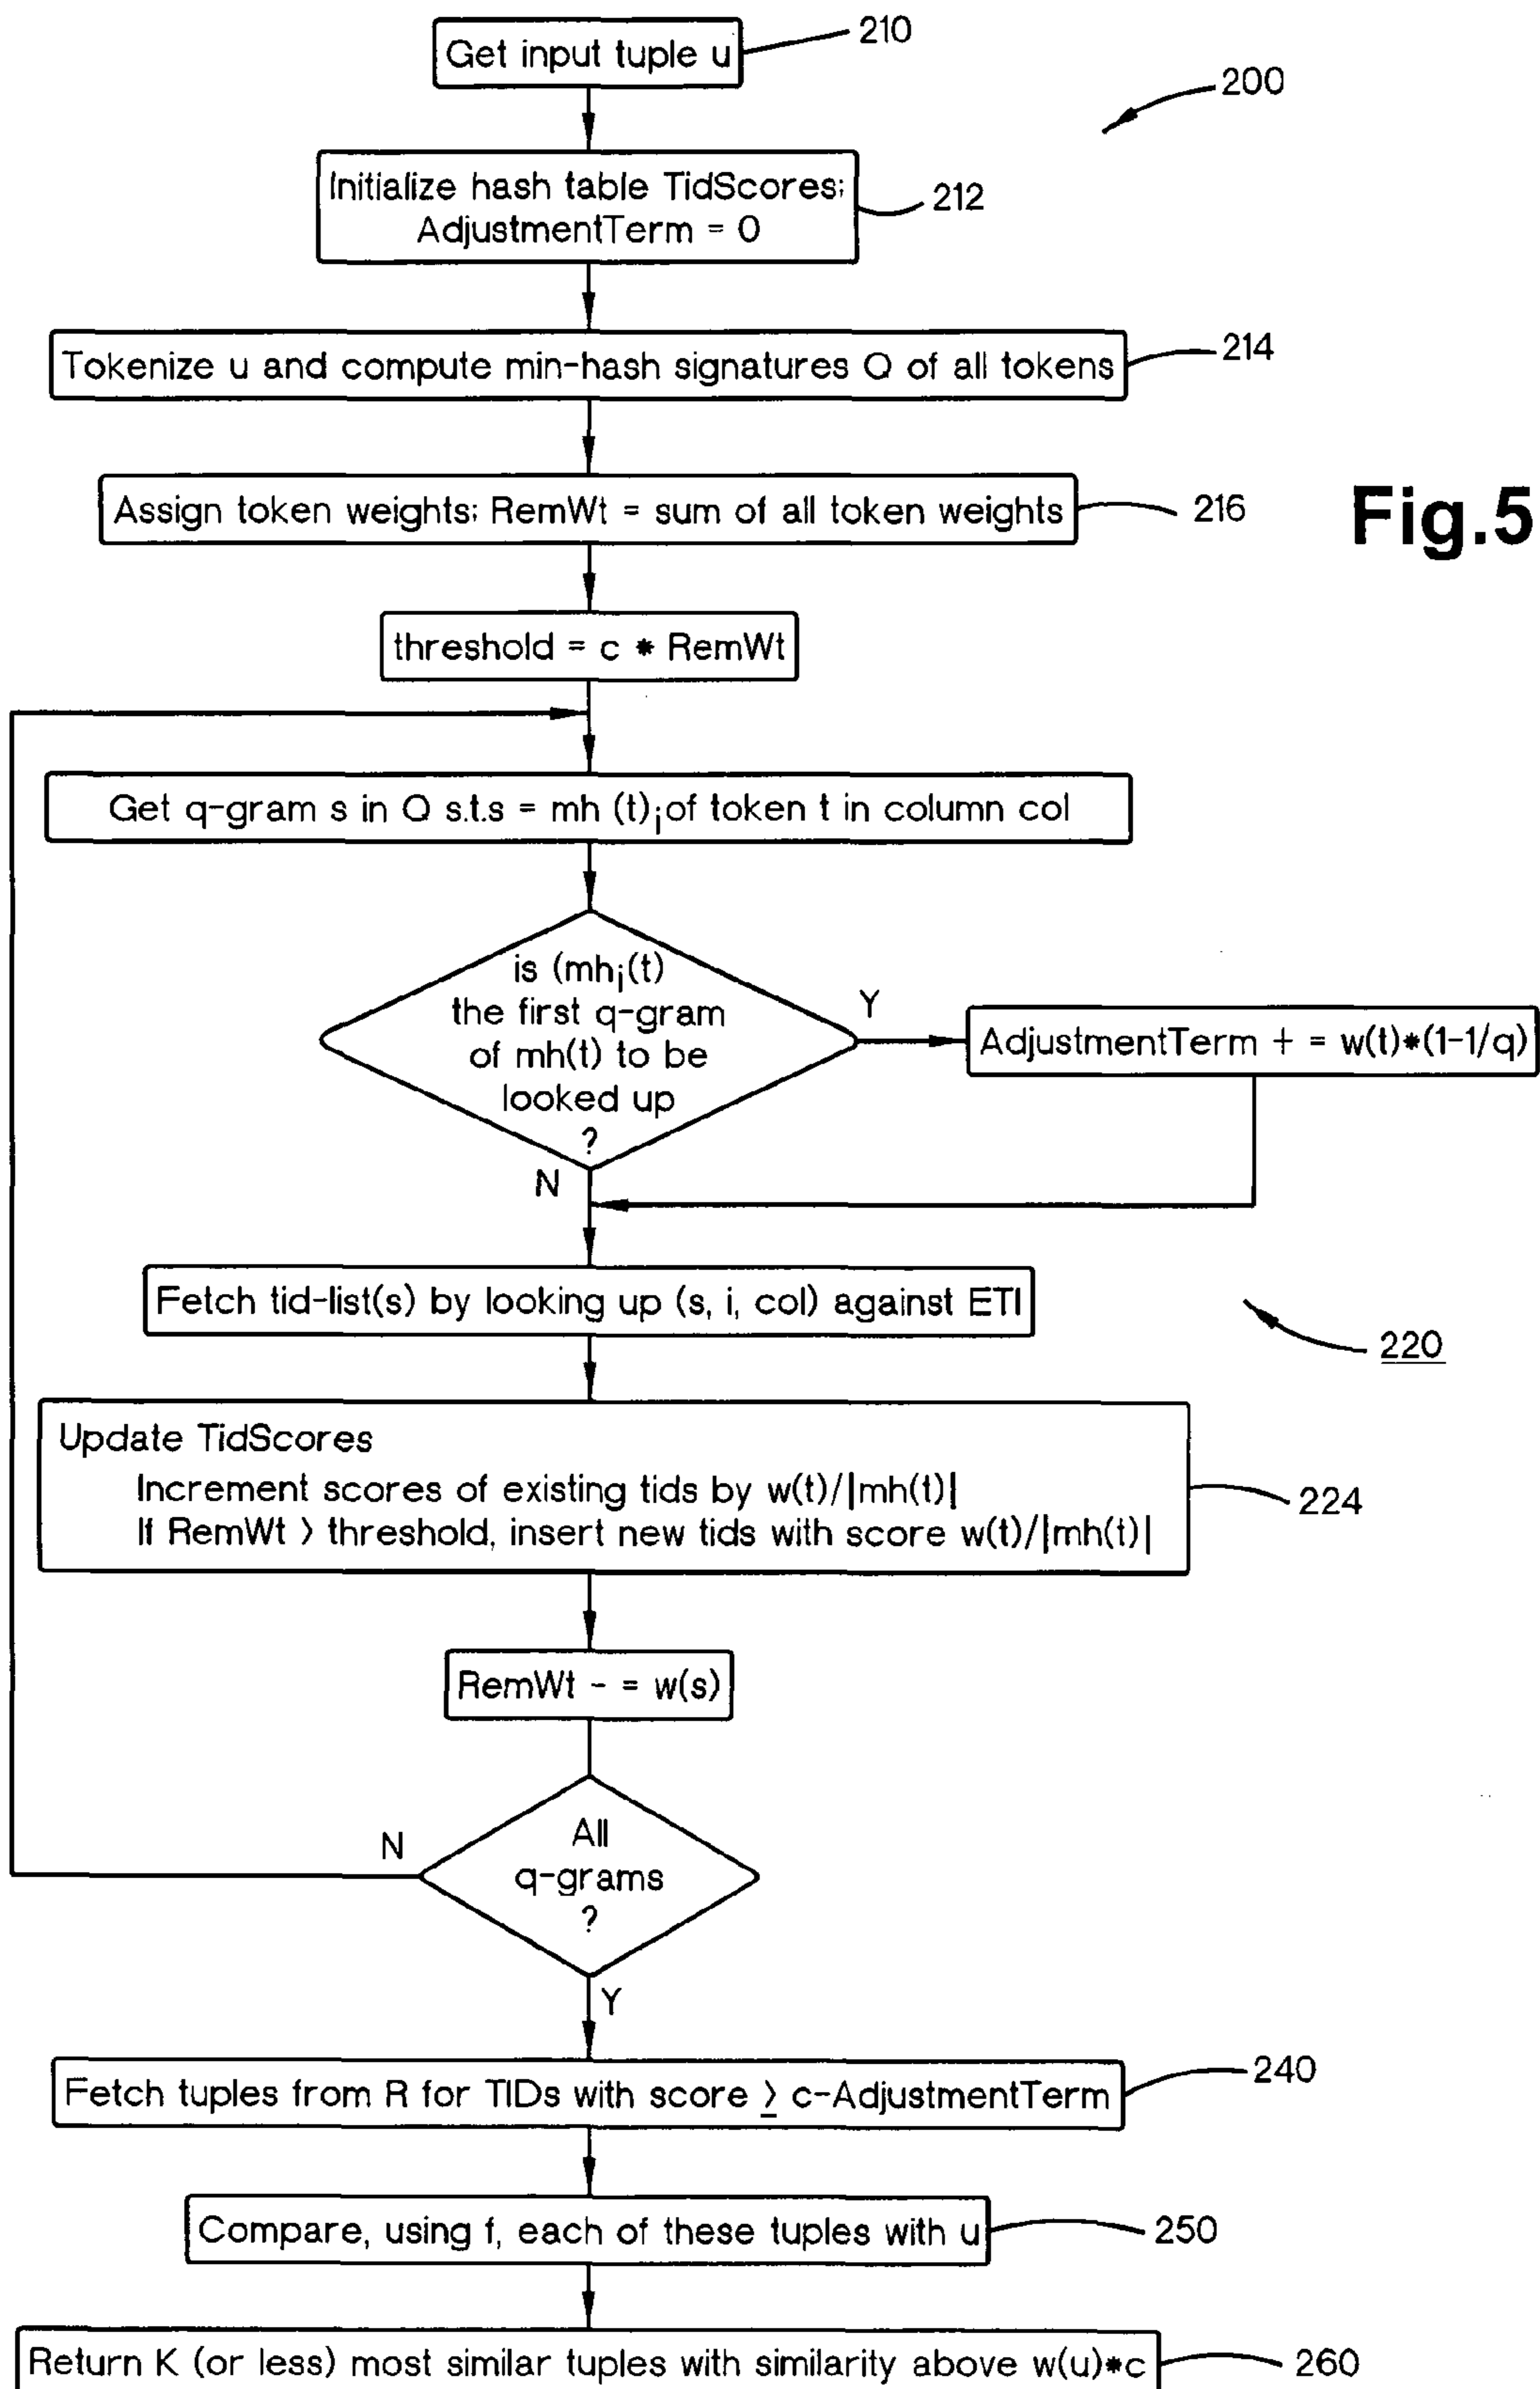 Get input tuple u
210
200
Initialize hash table TidScores;
AdjustmentTerm = 0
212
Tokenize u and compute min-hash signatures Q of all tokens
214
Assign token weights; RemWt = sum of all token weights
216
Fig.5
threshold = c * RemWt
Get q-gram s in Q s.t.s = mh (t)i of token t in column col
is (mhi(t)
the first q-gram
of mh(t) to be
looked up
?
Y
AdjustmentTerm + = w(t)*(1-1/q)
N
Fetch tid-list(s) by looking up (s, i, col) against ETI
220
Update TidScores
Increment scores of existing tids by w(t)/|mh(t)|
If RemWt > threshold, insert new tids with score w(t)/|mh(t)|
224
RemWt - = w(s)
All
q-grams
?
N
Y
Fetch tuples from R for TIDs with score ≥ c-AdjustmentTerm
240
Compare, using f, each of these tuples with u
250
Return K (or less) most similar tuples with similarity above w(u)*c
260